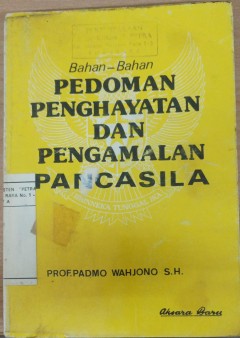 Bahan-Bahan
PEDOMAN
PENGHAYATAN
DAN
PENGAMALAN
PANCASILA
PROF. PADMO WAHJONO S.H.
Aksara Baru